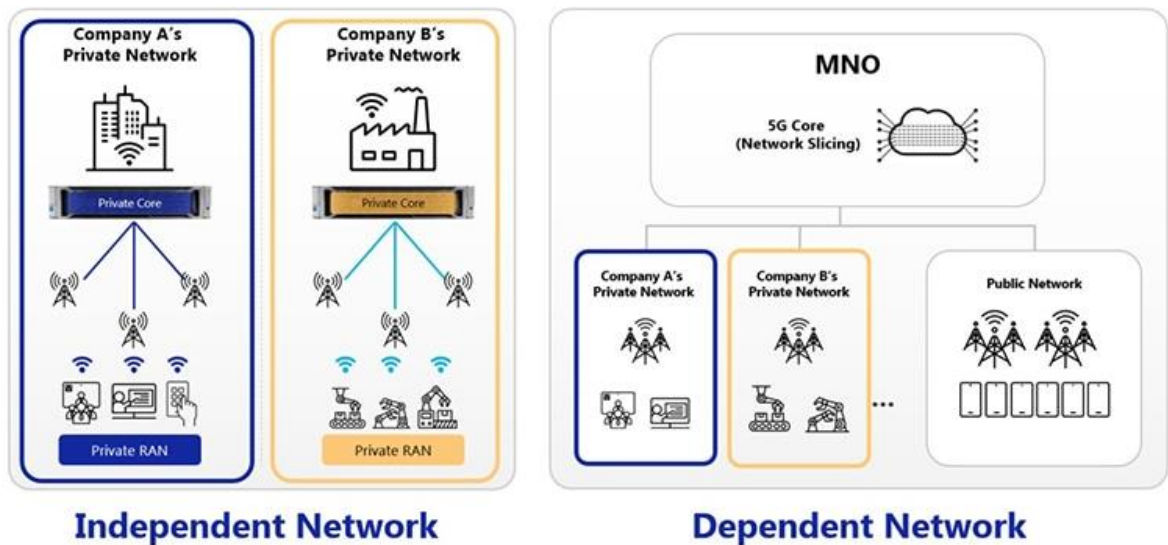 Company A's
Private Network
Private Core
Private RAN
Company B's
Private Network
Private Core
Private RAN
Independent Network
MNO
5G Core
(Network Slicing)
Company A's
Private Network
Company B's
Private Network
...
Public Network
Dependent Network